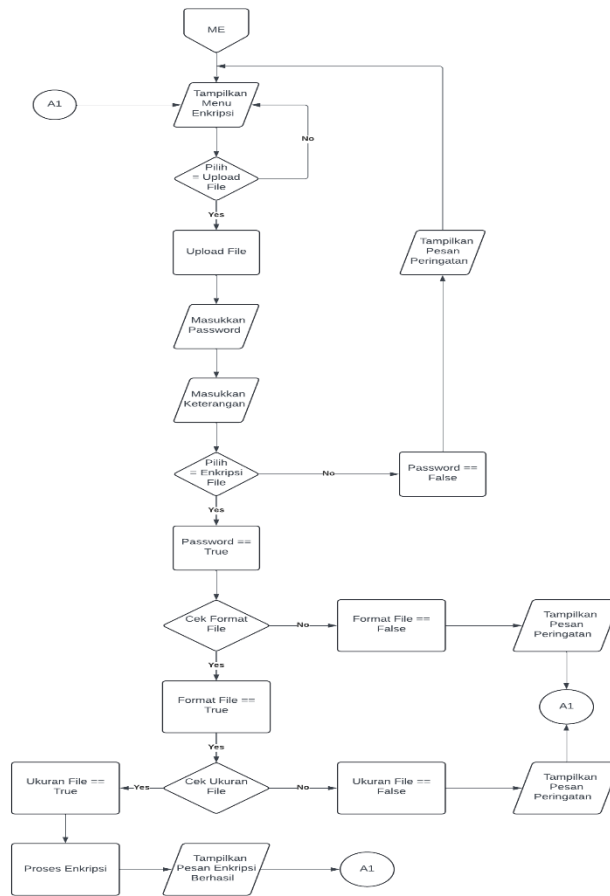 ME
A1
Tampilkan
Menu
Enkripsi
No
Pilih
= Upload
File
Yes
Upload File
Tampilkan
Pesan
Peringatan
Masukkan
Password
Masukkan
Keterangan
Pilih
= Enkripsi
File
No
Password ==
False
Yes
Password ==
True
Cek Format
File
No
Format File ==
False
Tampilkan
Pesan
Peringatan
Yes
Format File ==
True
A1
Yes
Ukuran File ==
True
Yes
Cek Ukuran
File
No
Ukuran File ==
False
Tampilkan
Pesan
Peringatan
Proses Enkripsi
Tampilkan
Pesan Enkripsi
Berhasil
A1